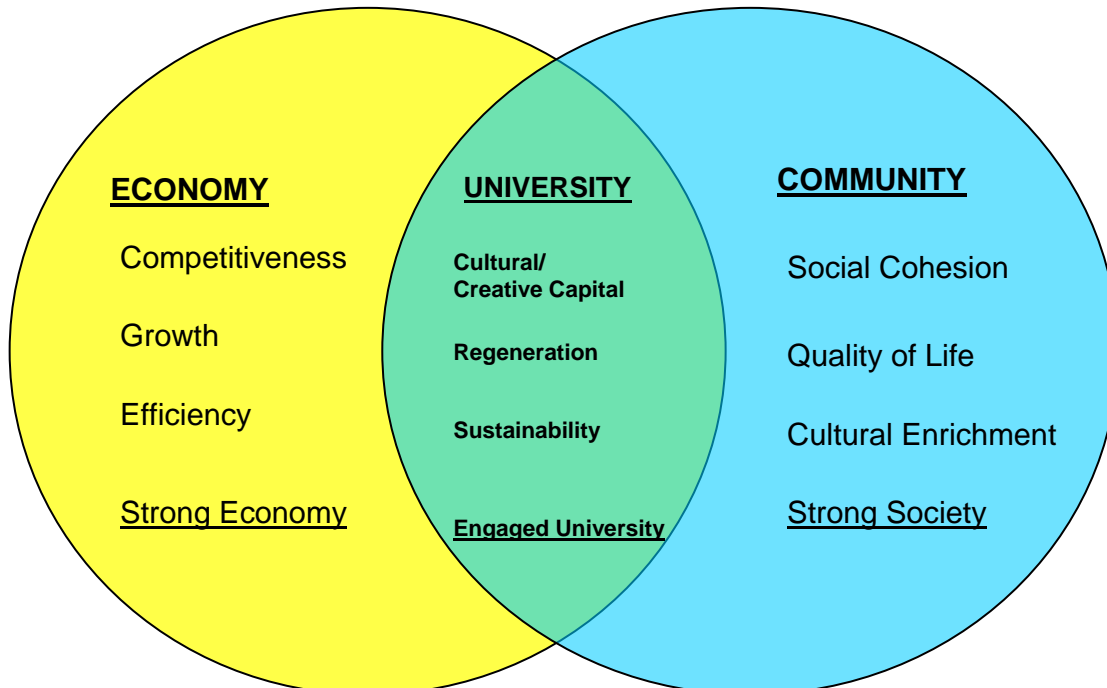 ECONOMY
Competitiveness
Growth
Efficiency
Strong Economy
UNIVERSITY
Cultural/
Creative Capital
Regeneration
Sustainability
Engaged University
COMMUNITY
Social Cohesion
Quality of Life
Cultural Enrichment
Strong Society